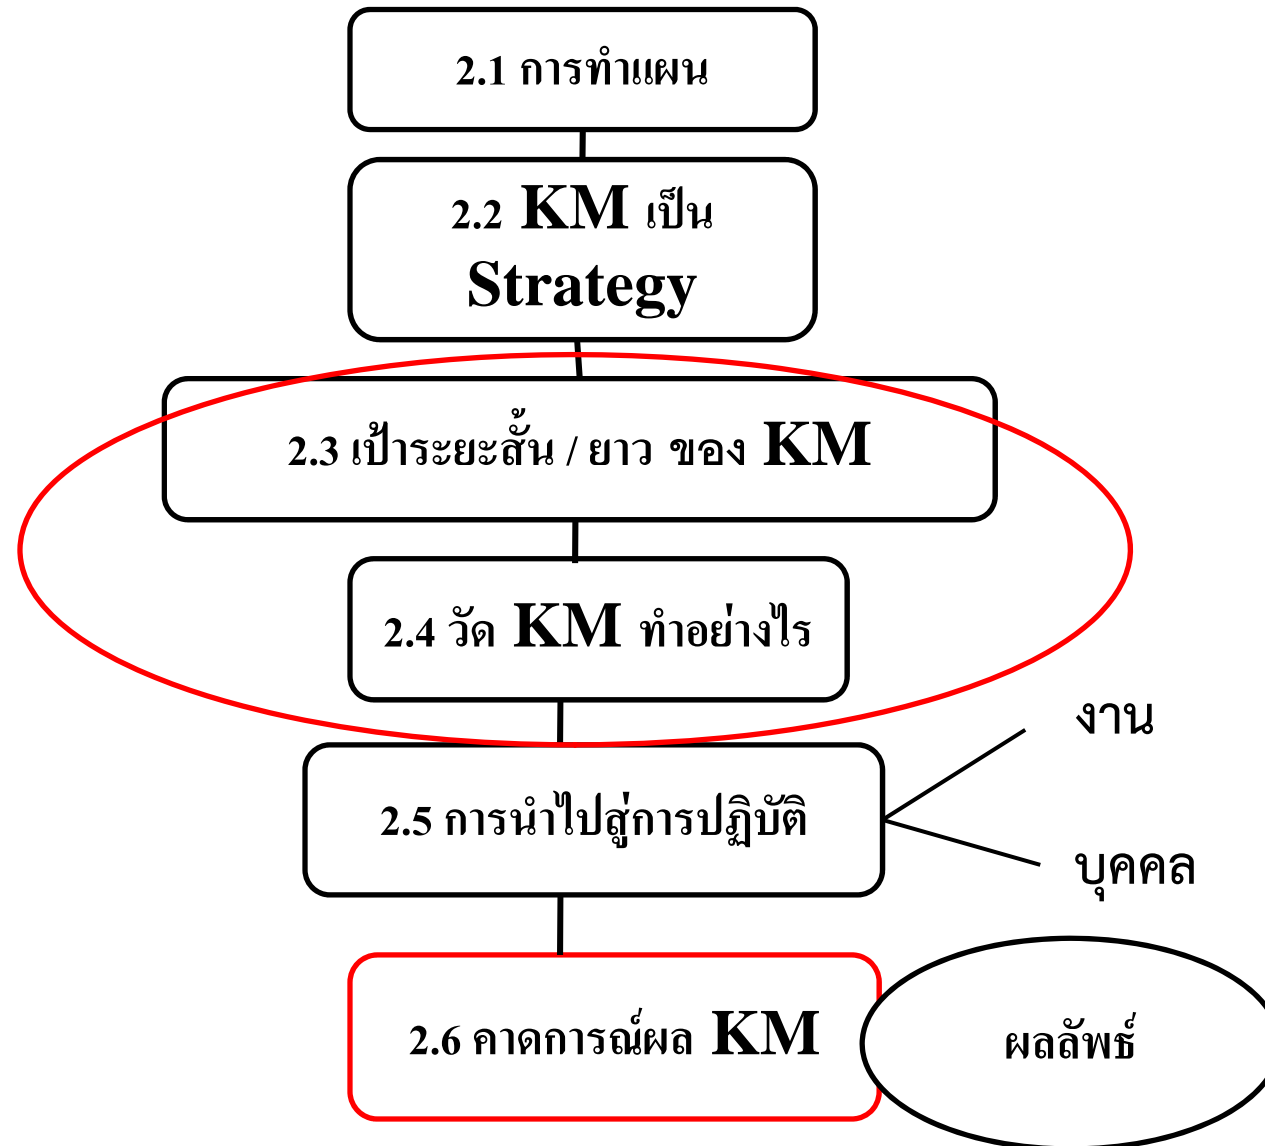 2.1 การทำแผน
2.2 KM เป็น
Strategy
2.3 เป้าระยะสั้น / ยาว ของ KM
2.4 วัด KM ทำอย่างไร
งาน
2.5 การนำไปสู่การปฏิบัติ
บุคคล
2.6 คาดการณ์ผล KM
ผลลัพธ์